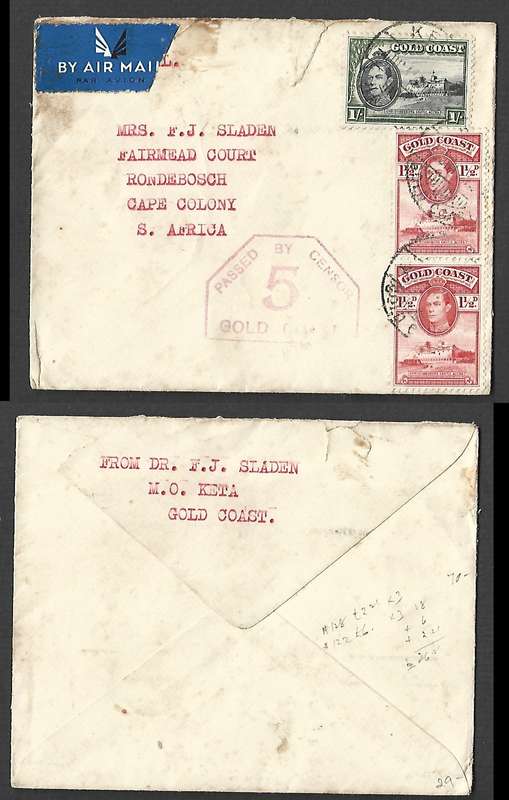 BY AIR MAIL
PAR AVION
L.
GOLD COAST
1/- 1/-
MRS. F.J. SLADEN
FAIRMEAD COURT
RONDEBOSCH
CAPE COLONY
S. AFRICA
GOLD COAST
1½D 1½D
PASSED BY CENSOR
5
GOLD
GOLD COAST
1½D 1½D
FROM DR. F.J. SLADEN
M.O. KETA
GOLD COAST.
70-
29-